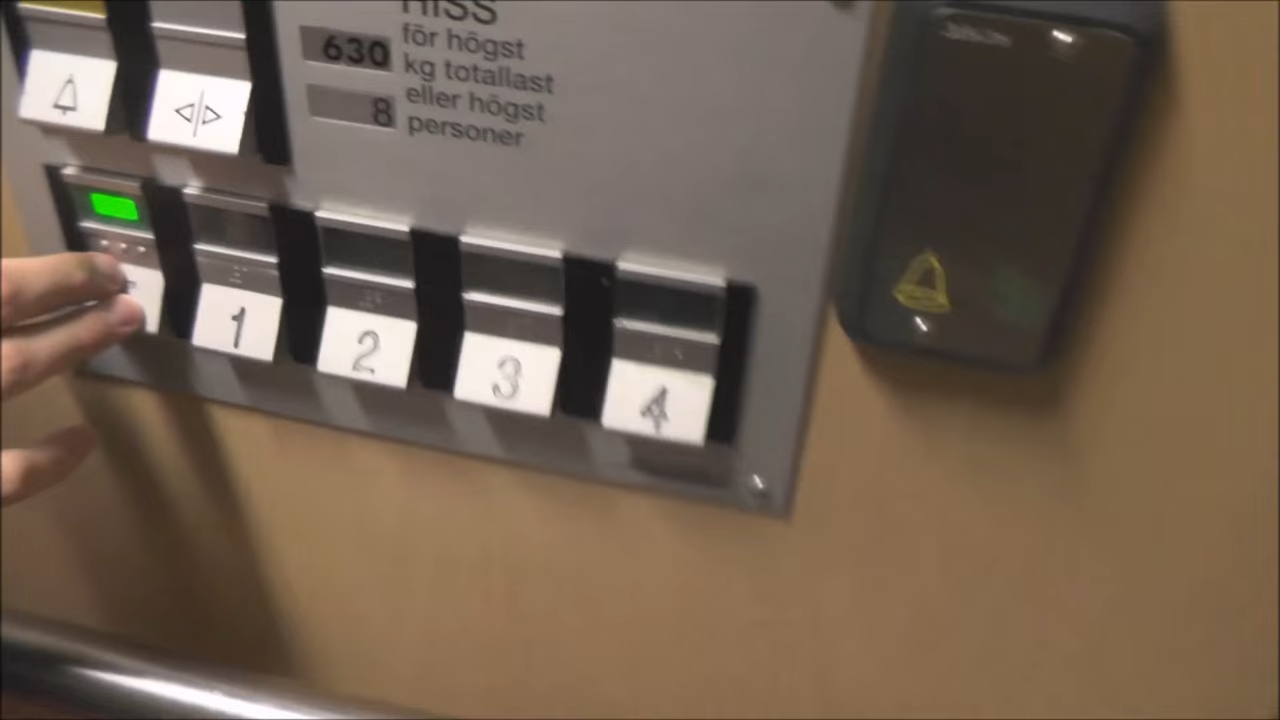 HISS
630 för högst
kg totallast
8 eller högst
personer
1 2 3 4